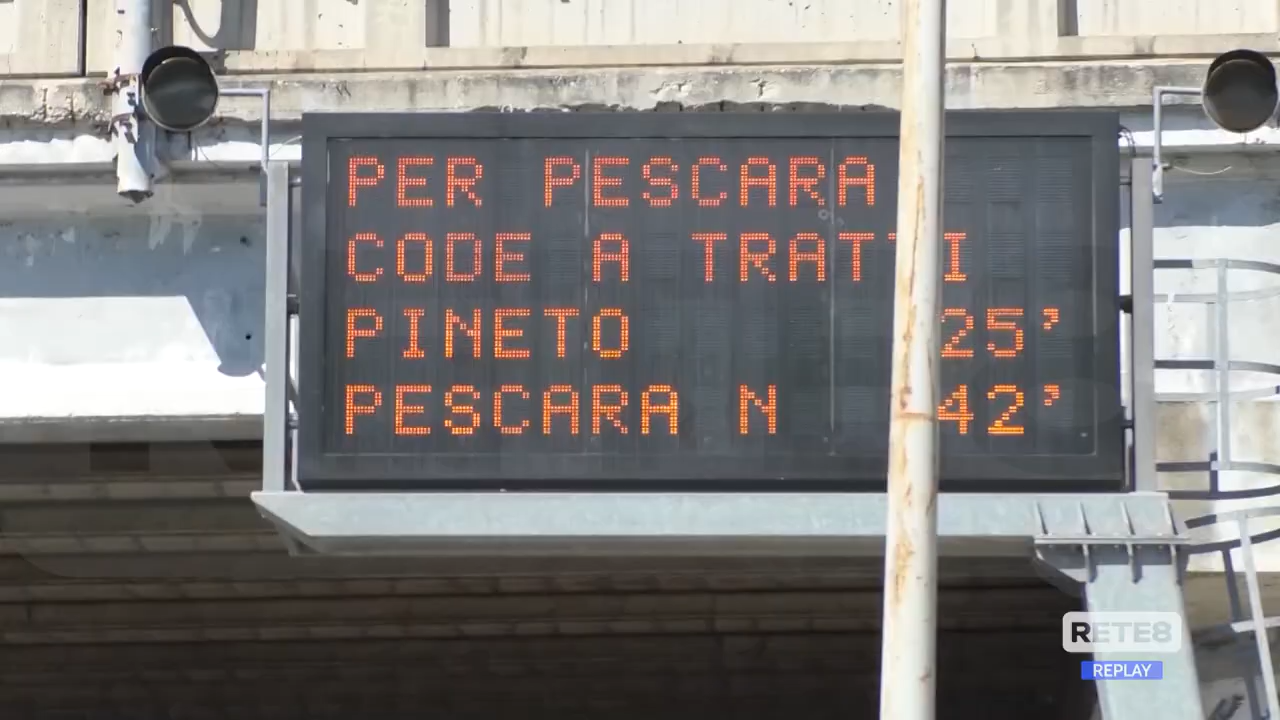 PER PESCARA
CODE A TRATTI
PINETO 25’
PESCARA N 42’
RETE8
REPLAY